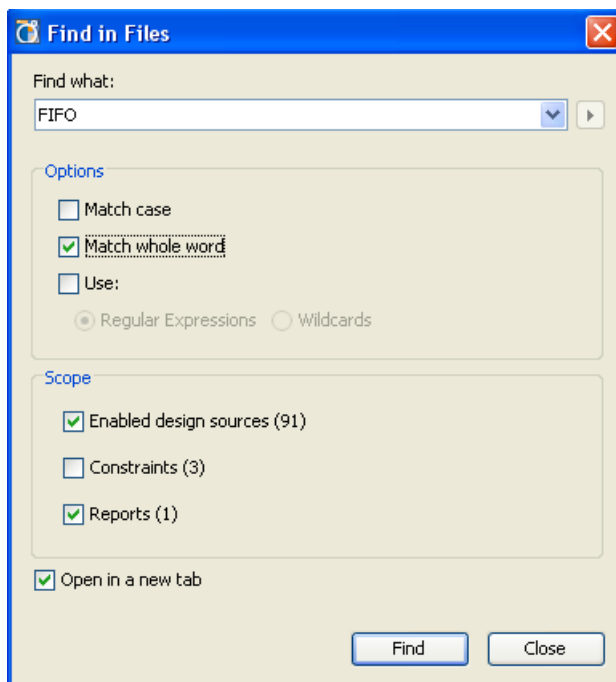 Find in Files
Find what:
FIFO
Options
Match case
Match whole word
Use:
Regular Expressions Wildcards
Scope
Enabled design sources (91)
Constraints (3)
Reports (1)
Open in a new tab
Find Close